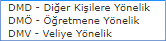 DMD - Diğer Kişilere Yönelik
DMÖ - Öğretmene Yönelik
DMV - Veliye Yönelik